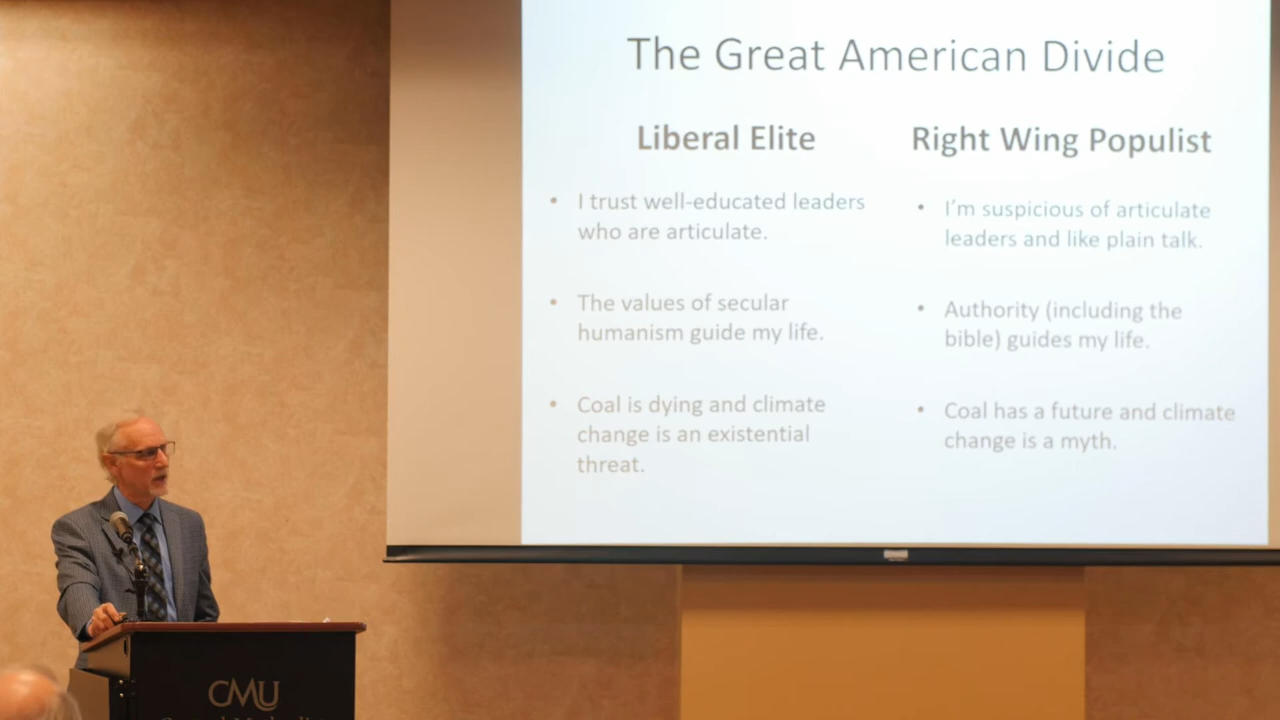 The Great American Divide
Liberal Elite
I trust well-educated leaders
who are articulate.
The values of secular
humanism guide my life.
Coal is dying and climate
change is an existential
threat.
Right Wing Populist
I'm suspicious of articulate
leaders and like plain talk.
Authority (including the
bible) guides my life.
Coal has a future and climate
change is a myth.
CMU
Central Methodist